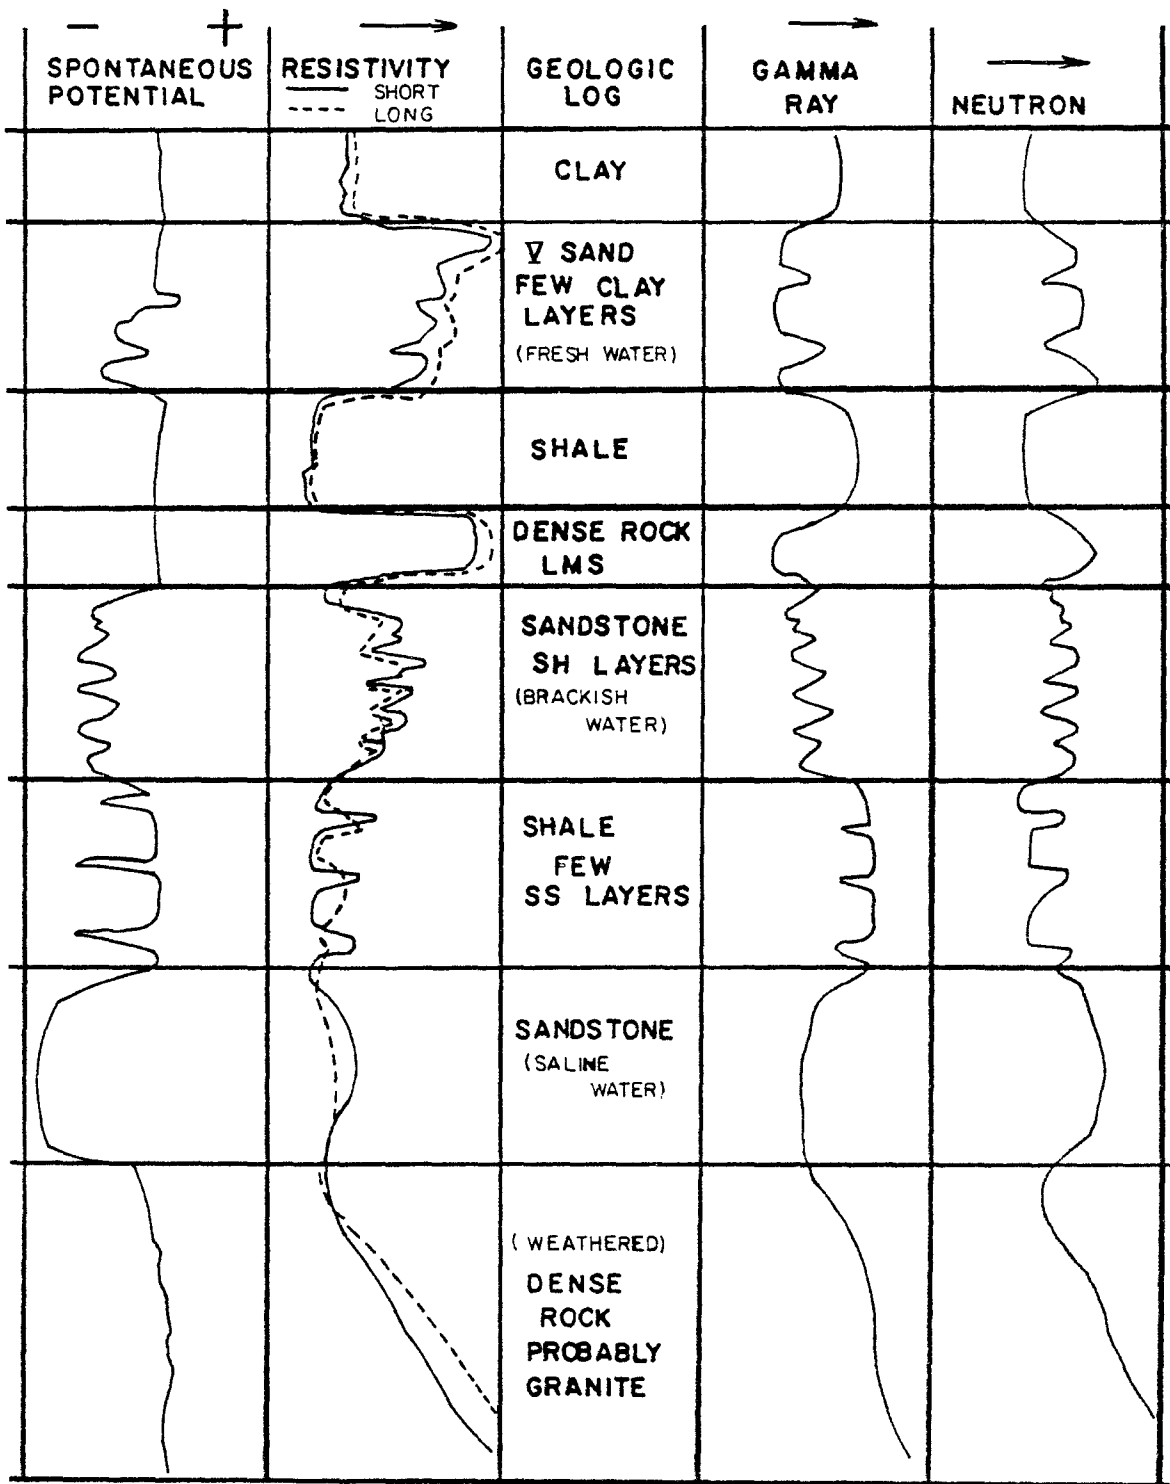 − +
SPONTANEOUS
POTENTIAL
RESISTIVITY
SHORT
LONG
GEOLOGIC
LOG
GAMMA
RAY
NEUTRON
CLAY
∇ SAND
FEW CLAY
LAYERS
(FRESH WATER)
SHALE
DENSE ROCK
LMS
SANDSTONE
SH LAYERS
(BRACKISH
WATER)
SHALE
FEW
SS LAYERS
SANDSTONE
(SALINE
WATER)
(WEATHERED)
DENSE
ROCK
PROBABLY
GRANITE